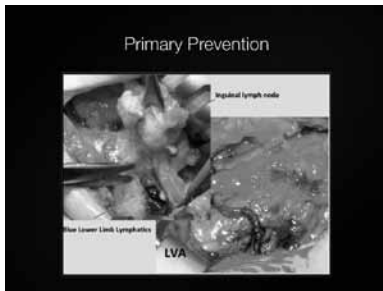 Primary Prevention
Inguinal lymph node
Blue Lower Limb Lymphatics
LVA